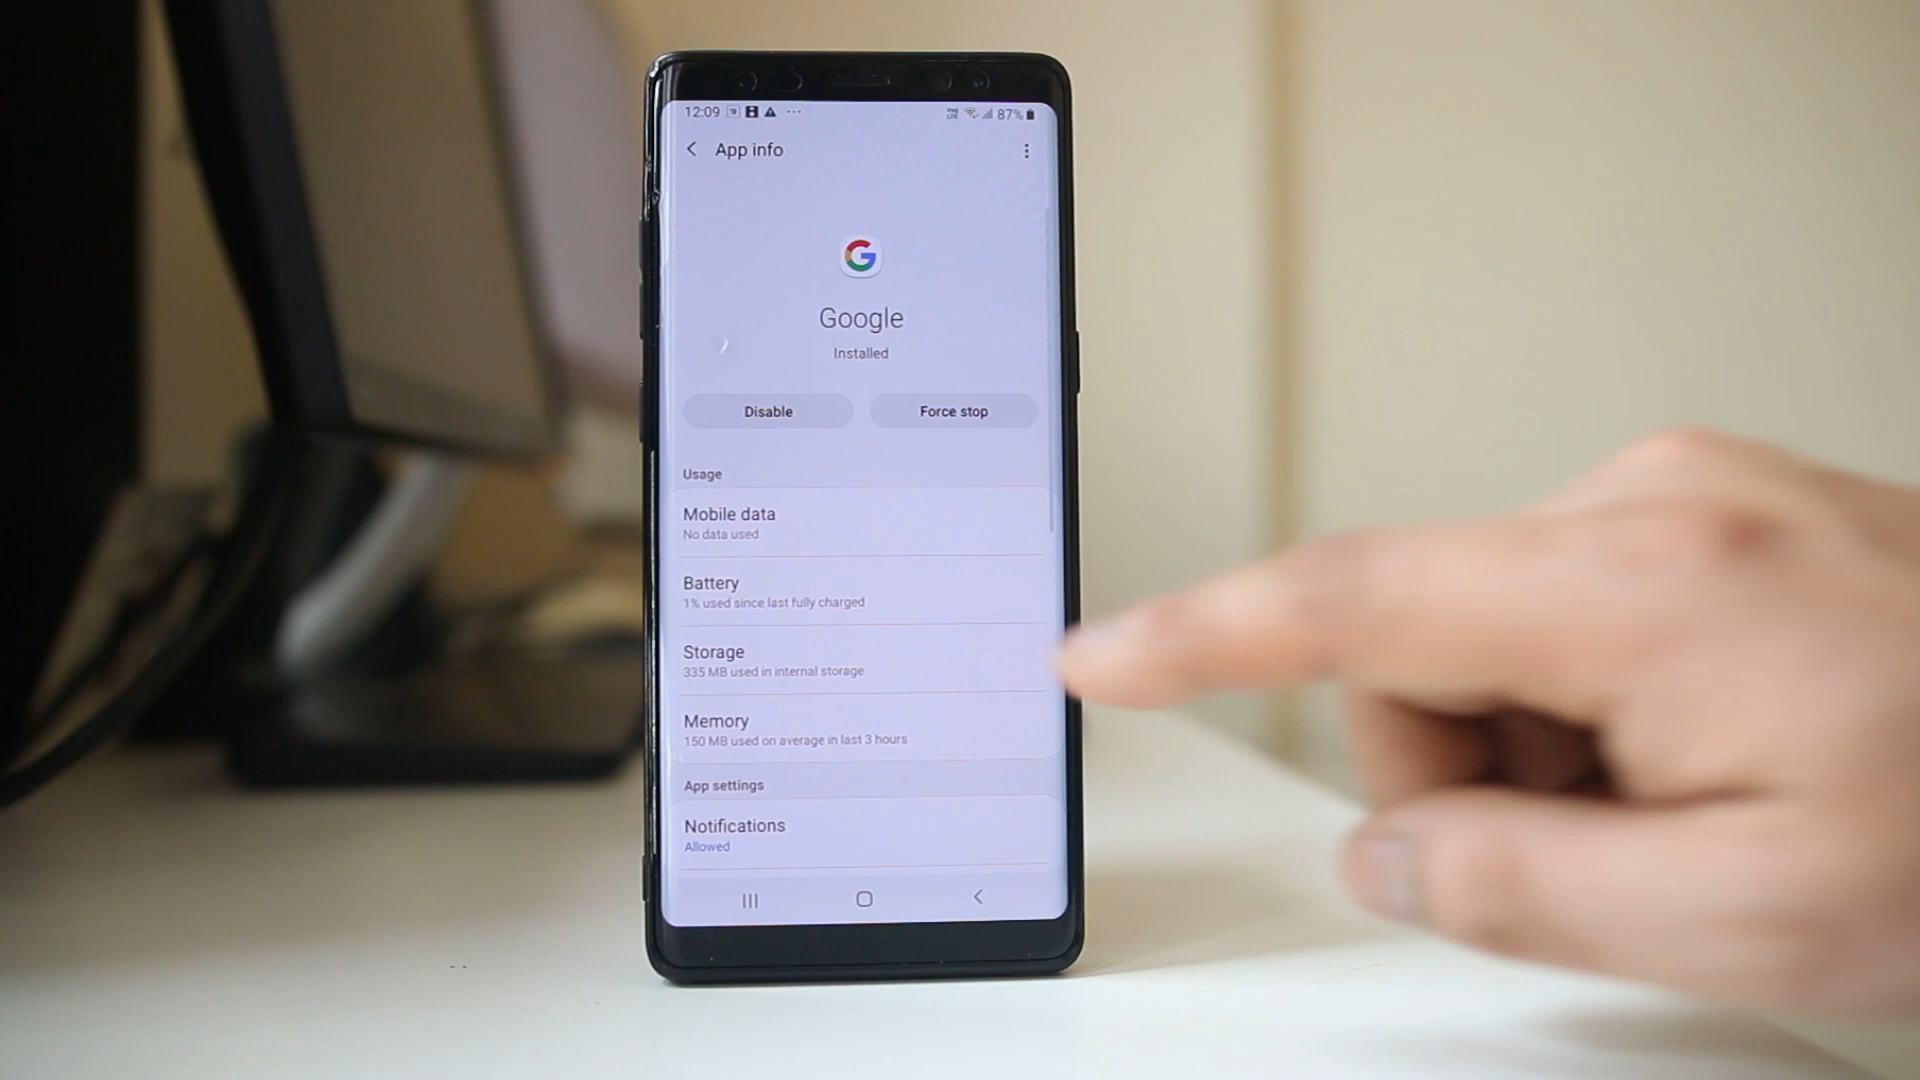 12:09 87%
App info
Google
Installed
Disable Force stop
Usage
Mobile data
No data used
Battery
1% used since last fully charged
Storage
335 MB used in internal storage
Memory
150 MB used on average in last 3 hours
App settings
Notifications
Allowed